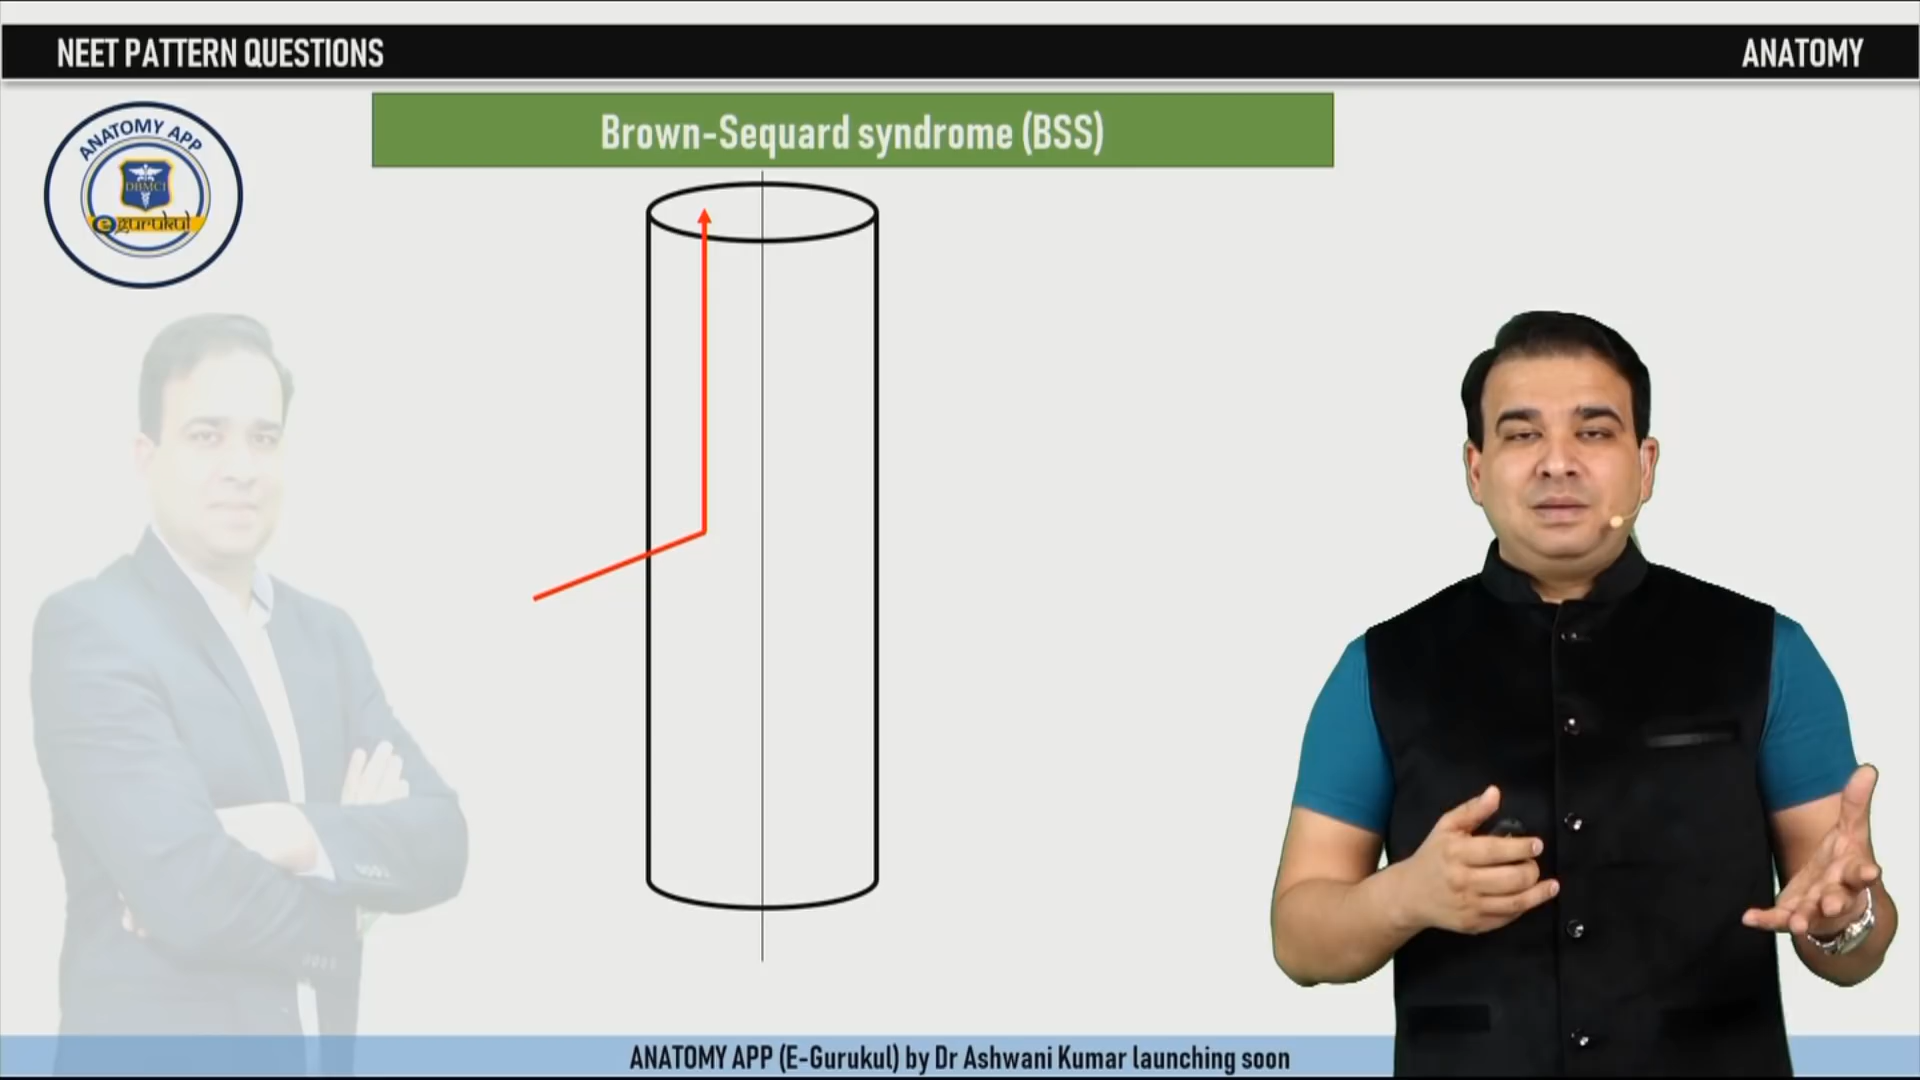 NEET PATTERN QUESTIONS
ANATOMY
ANATOMY APP
DBMCI
egurukul
Brown-Sequard syndrome (BSS)
ANATOMY APP (E-Gurukul) by Dr Ashwani Kumar launching soon